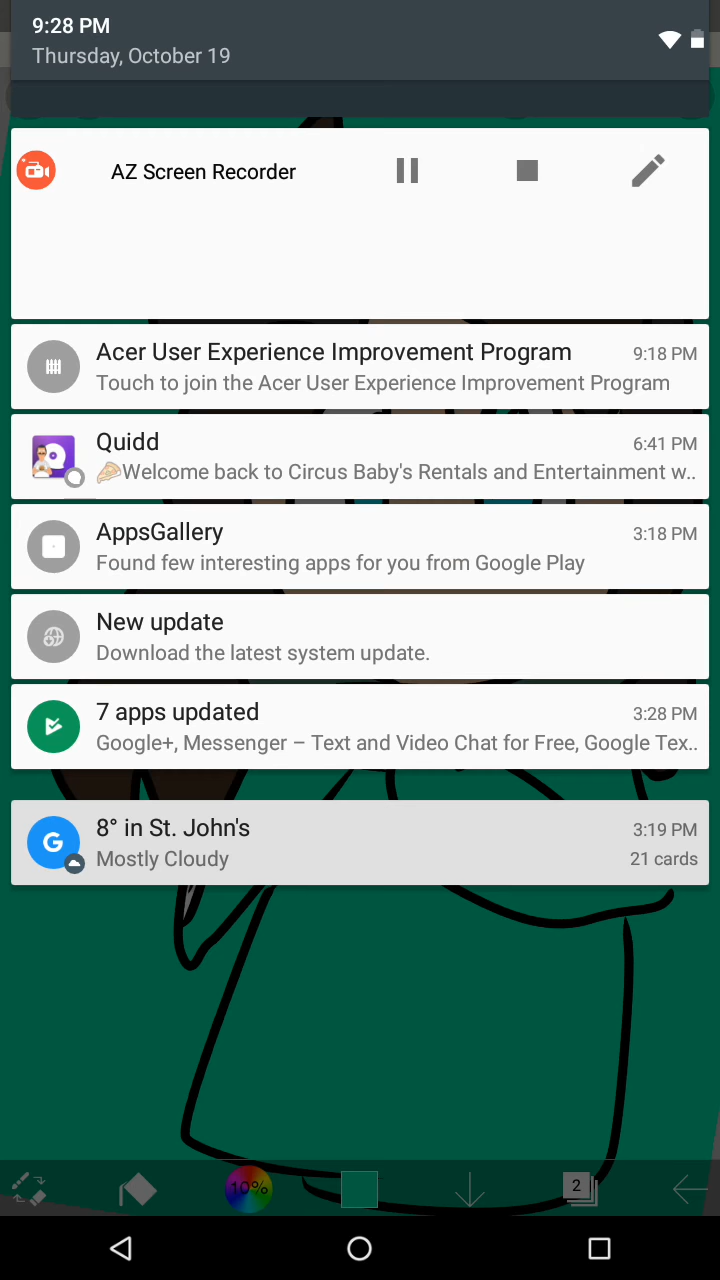 9:28 PM
Thursday, October 19
AZ Screen Recorder
Acer User Experience Improvement Program 9:18 PM
Touch to join the Acer User Experience Improvement Program
Quidd 6:41 PM
🍕Welcome back to Circus Baby's Rentals and Entertainment w..
AppsGallery 3:18 PM
Found few interesting apps for you from Google Play
New update
Download the latest system update.
7 apps updated 3:28 PM
Google+, Messenger – Text and Video Chat for Free, Google Tex..
8° in St. John's 3:19 PM
Mostly Cloudy 21 cards
10% 2